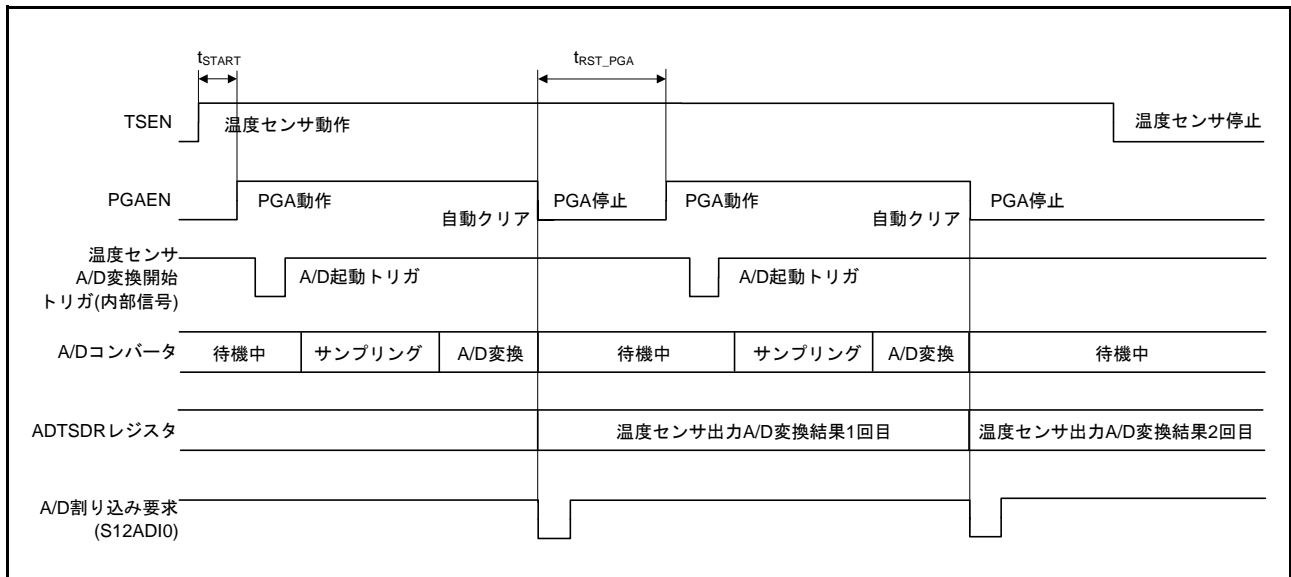 tSTART
tRST_PGA
TSEN
温度センサ動作
温度センサ停止
PGAEN
PGA動作
自動クリア
PGA停止
PGA動作
自動クリア
PGA停止
温度センサ
A/D変換開始
トリガ(内部信号)
A/D起動トリガ
A/D起動トリガ
A/Dコンバータ
待機中
サンプリング
A/D変換
待機中
サンプリング
A/D変換
待機中
ADTSDRレジスタ
温度センサ出力A/D変換結果1回目
温度センサ出力A/D変換結果2回目
A/D割り込み要求
(S12ADI0)